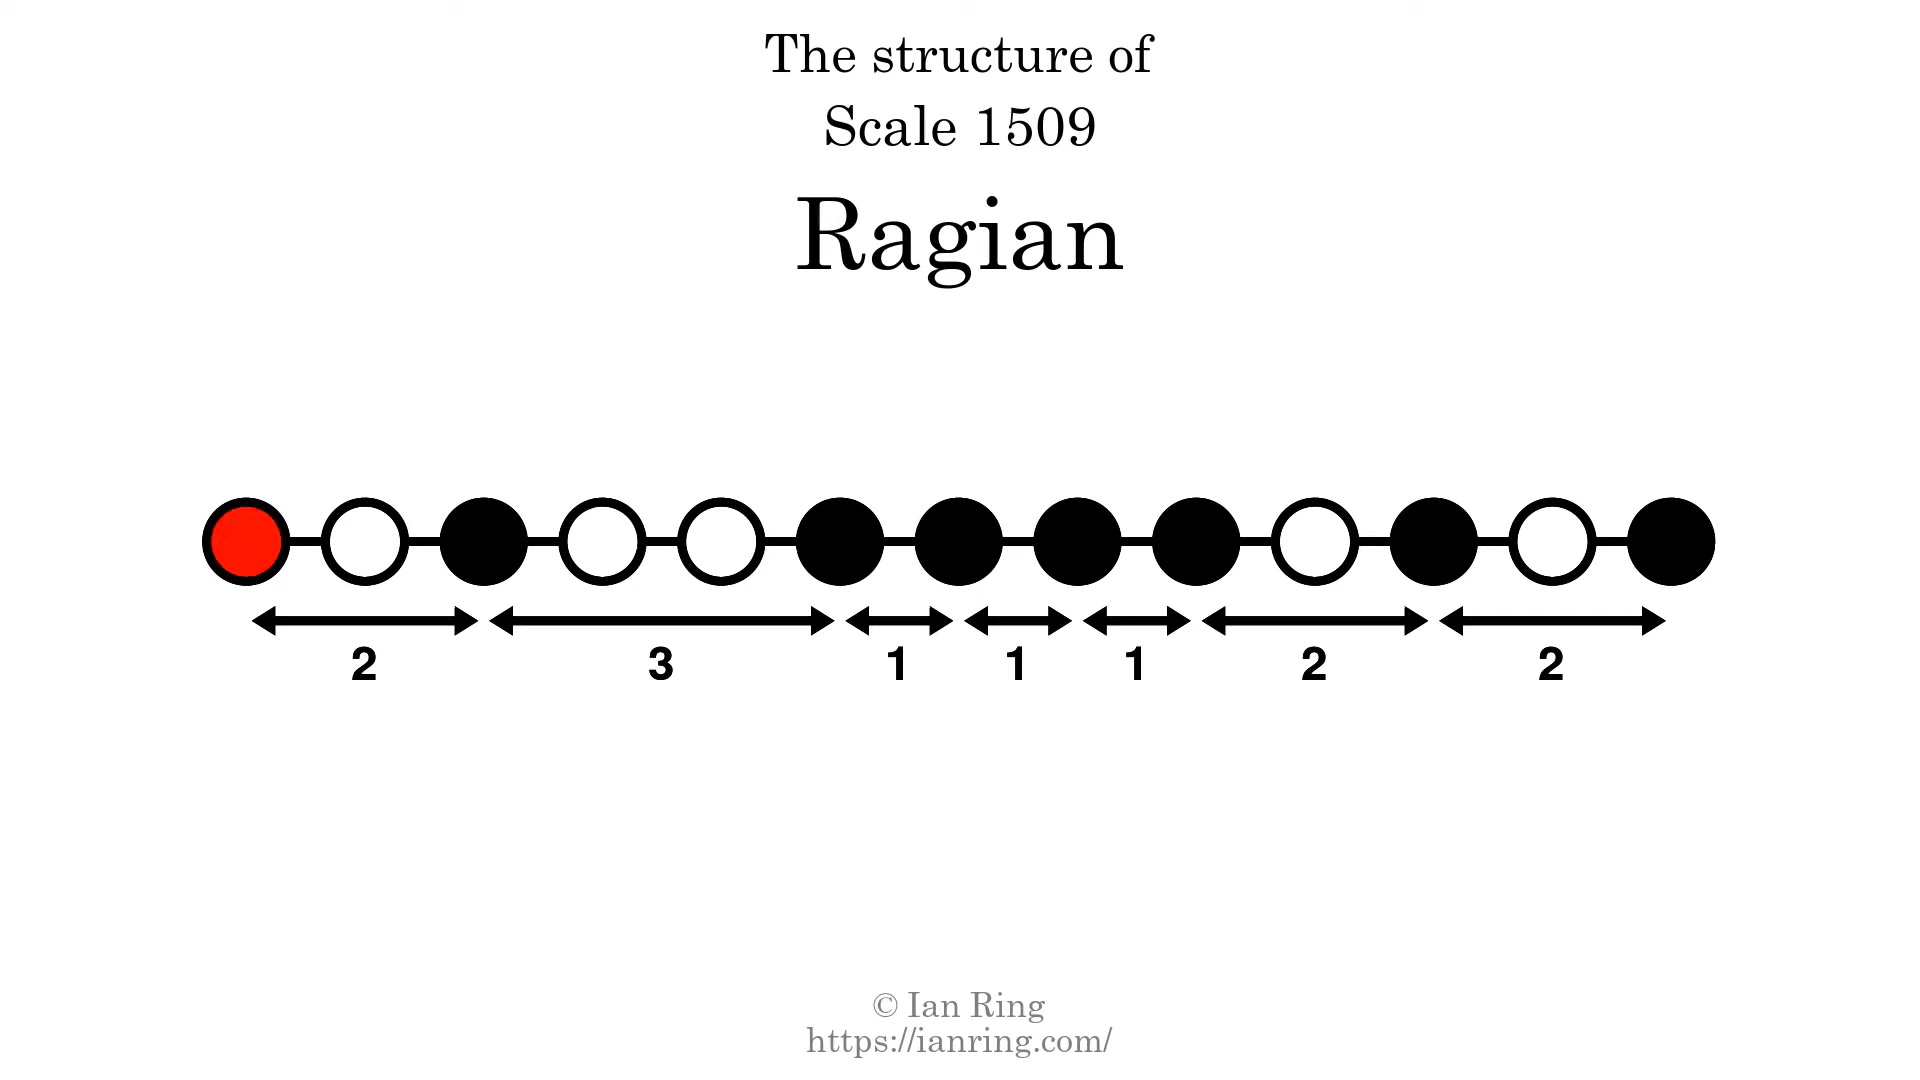 The structure of
Scale 1509
Ragian
2 3 1 1 1 2 2
© Ian Ring
https://ianring.com/